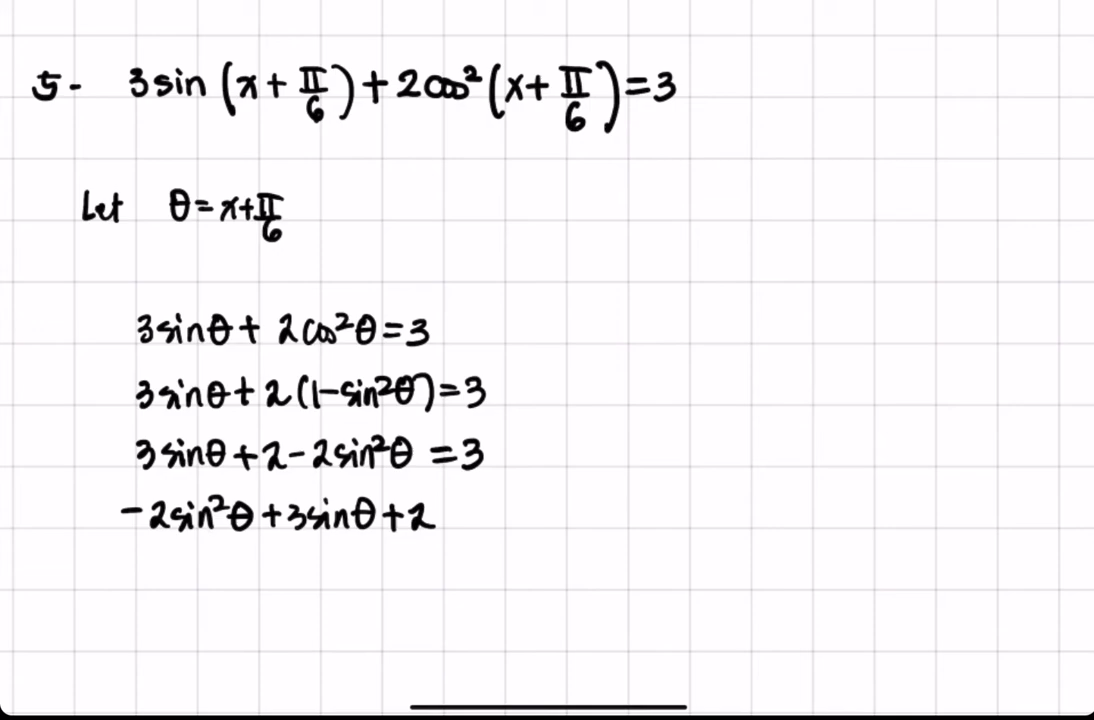 5- 3sin(x+π/6)+2cos²(x+π/6)=3
Let θ=x+π/6
3sinθ+2cos²θ=3
3sinθ+2(1-sin²θ)=3
3sinθ+2-2sin²θ=3
-2sin²θ+3sinθ+2